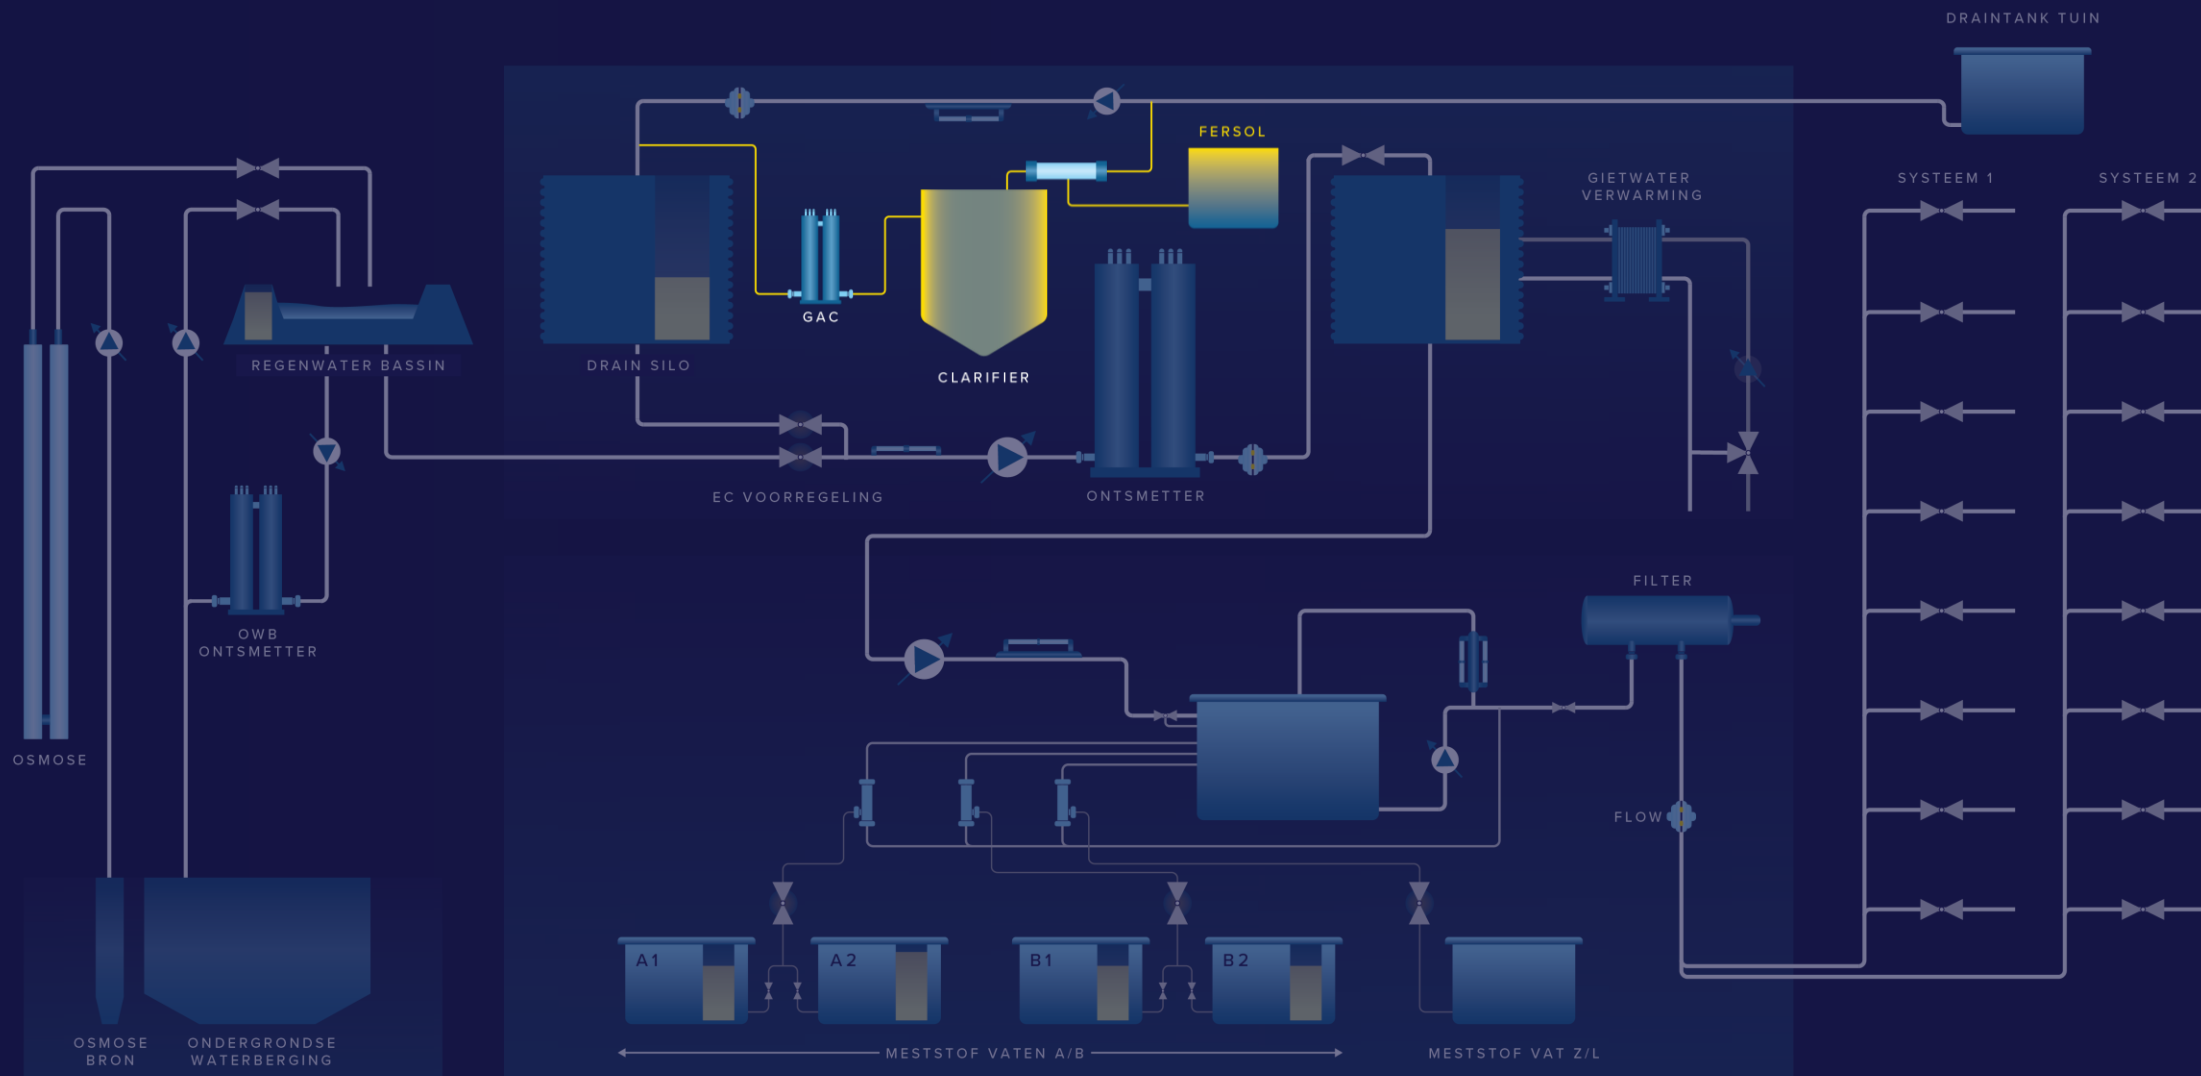 DRAINTANK TUIN
FERSOL
GIETWATER
VERWARMING
SYSTEEM 1
SYSTEEM 2
GAC
REGENWATER BASSIN
DRAIN SILO
CLARIFIER
EC VOORREGELING
ONTSMETTER
FILTER
OWB
ONTSMETTER
OSMOSE
FLOW
A1
A2
B1
B2
OSMOSE
BRON
ONDERGRONDSE
WATERBERGING
MESTSTOF VATEN A/B
MESTSTOF VAT Z/L